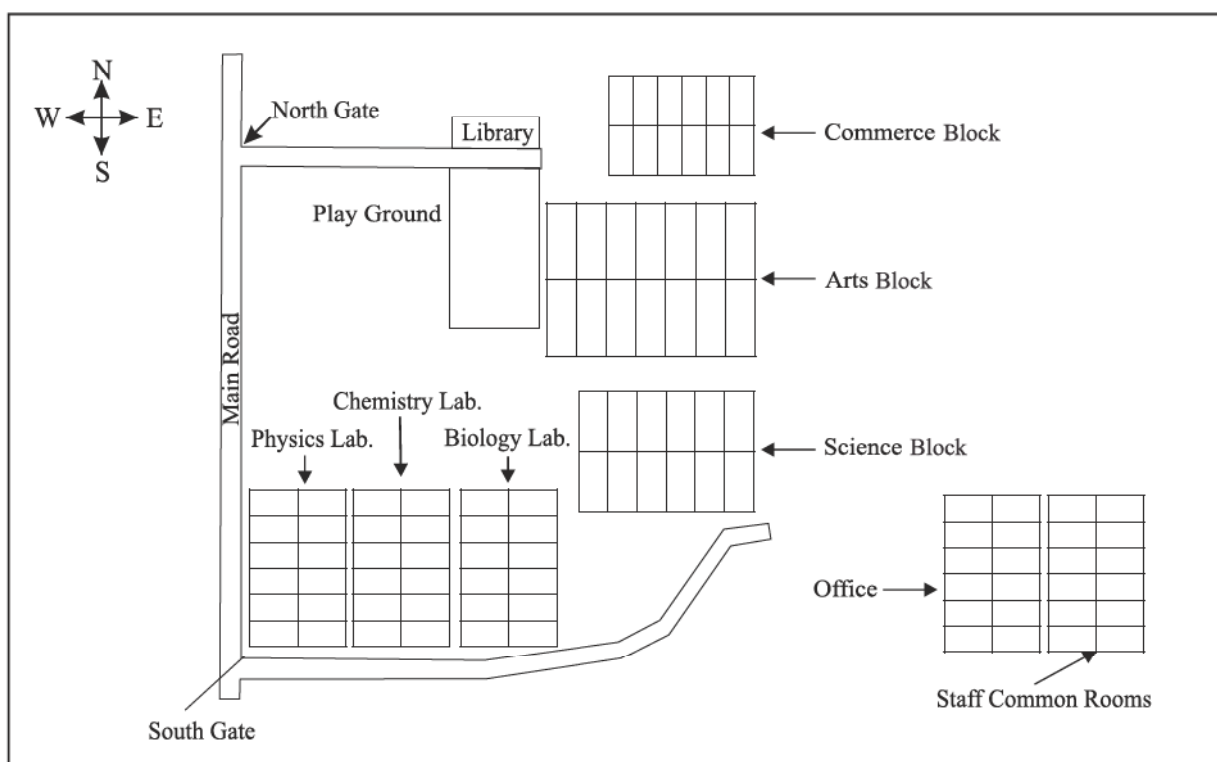 N
W E
S
North Gate
Library
Commerce Block
Play Ground
Arts Block
Main Road
Chemistry Lab.
Physics Lab.
Biology Lab.
Science Block
Office
Staff Common Rooms
South Gate